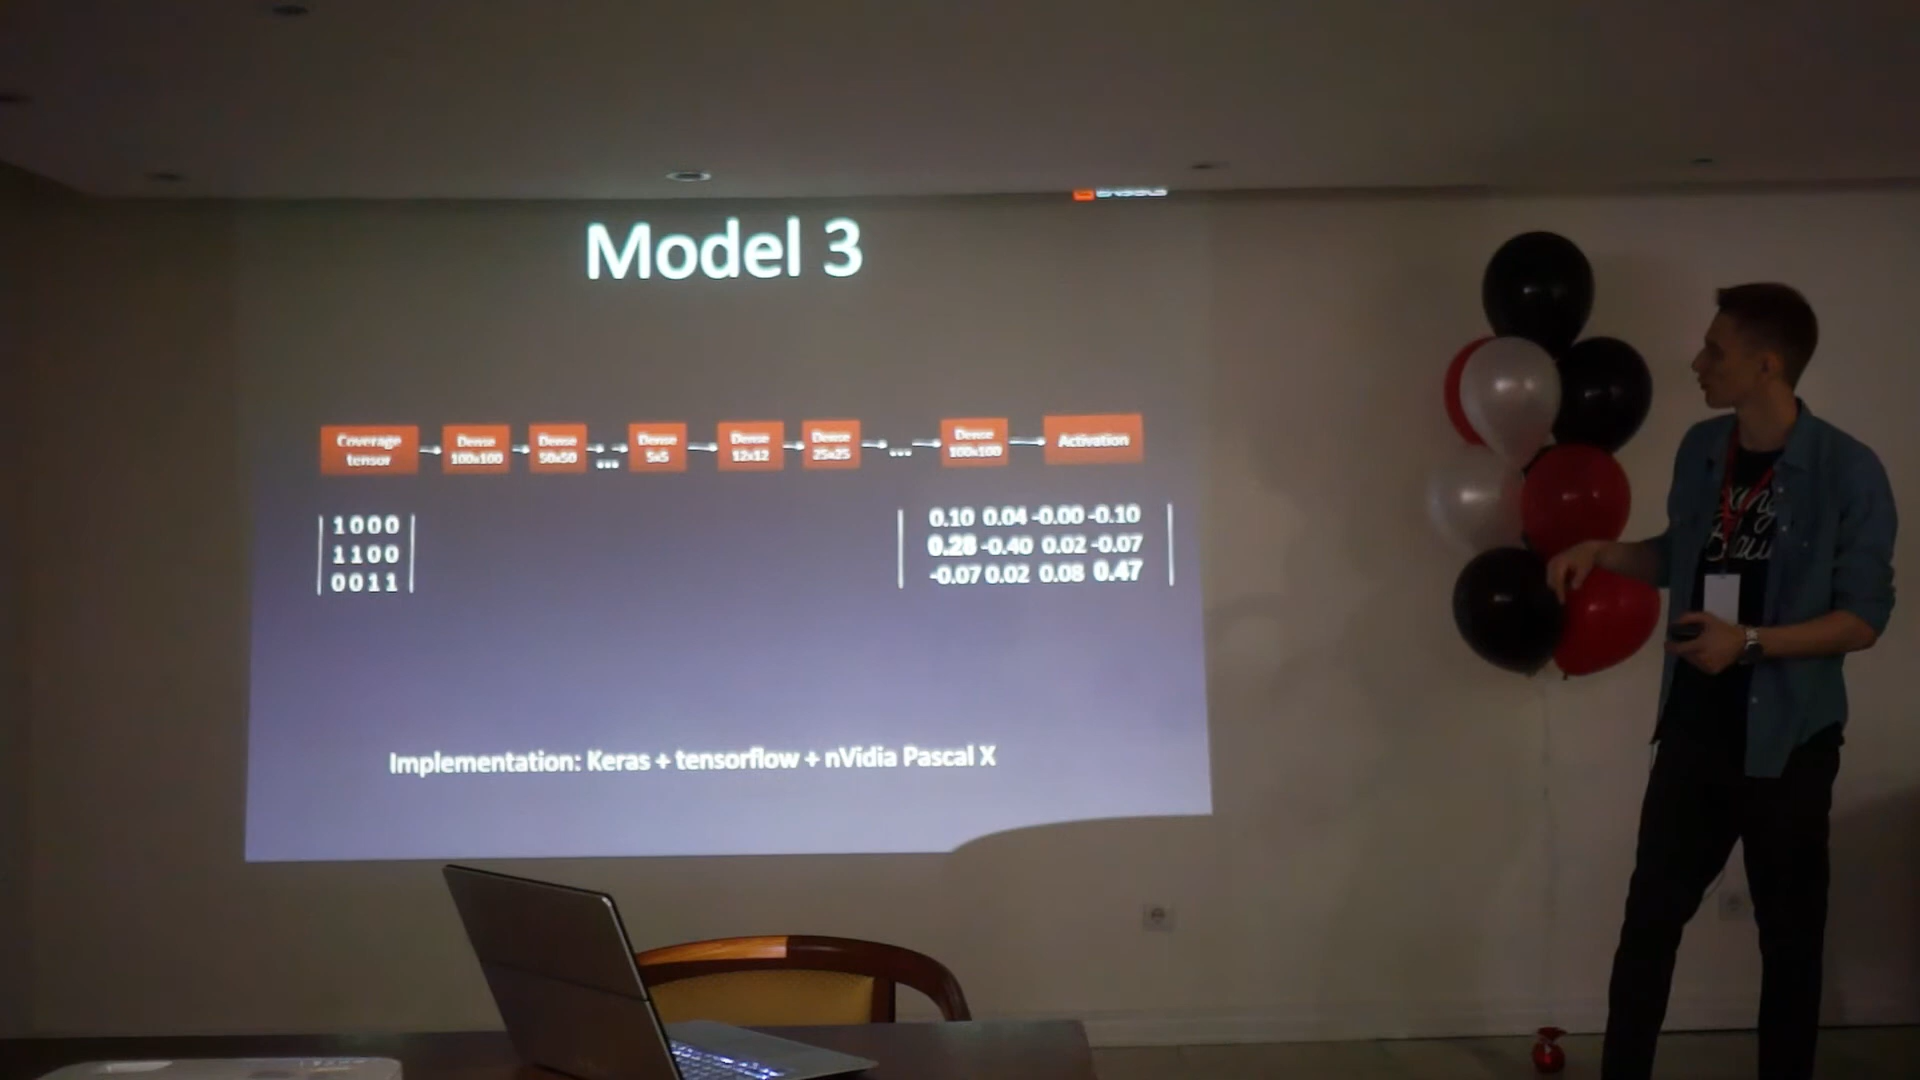 Model 3
Coverage tensor
Dense 100x100
Dense 50x50
...
Dense 5x5
Dense 12x12
Dense 25x25
...
Dense 100x100
Activation
1 0 0 0
1 1 0 0
0 0 1 1
0.10 0.04 -0.00 -0.10
0.28 -0.40 0.02 -0.07
-0.07 0.02 0.08 0.47
Implementation: Keras + tensorflow + nVidia Pascal X